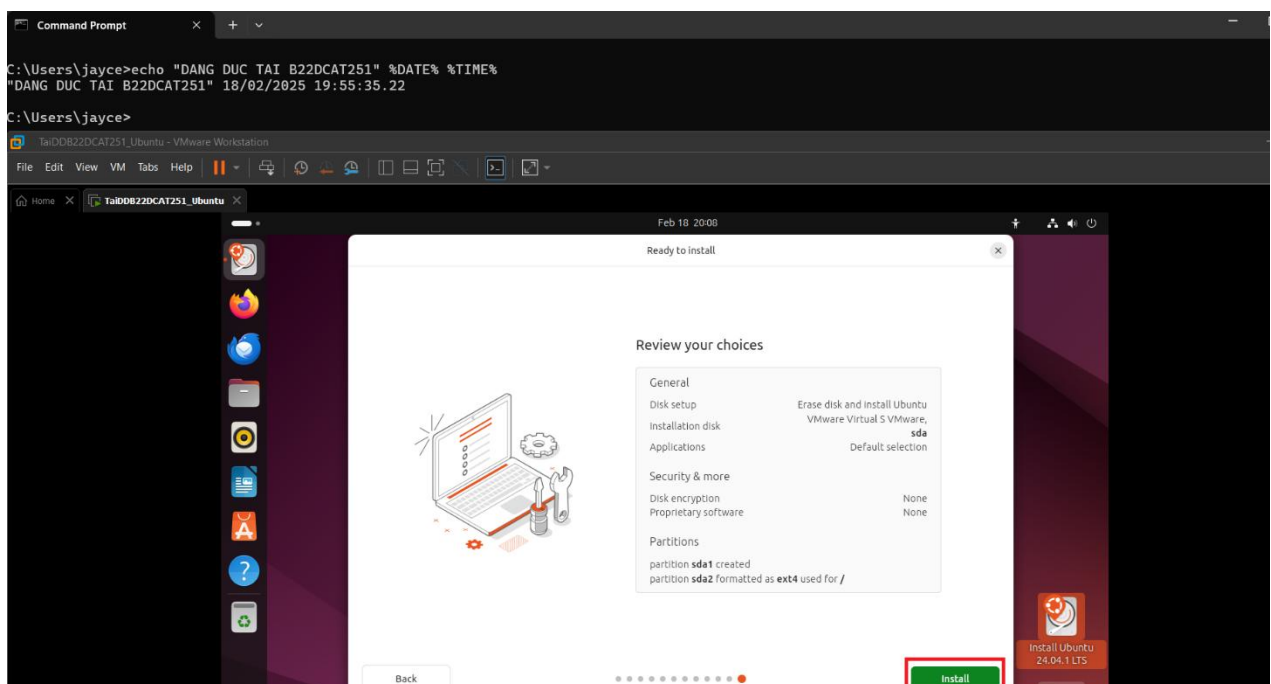 Command Prompt
C:\Users\jayce>echo "DANG DUC TAI B22DCAT251" %DATE% %TIME%
"DANG DUC TAI B22DCAT251" 18/02/2025 19:55:35.22
C:\Users\jayce>
TaiDDB22DCAT251_Ubuntu - VMware Workstation
File Edit View VM Tabs Help
Home TaiDDB22DCAT251_Ubuntu
Feb 18 20:08
Ready to install
Review your choices
General
Disk setup Erase disk and install Ubuntu
Installation disk VMware Virtual S VMware,
sda
Applications Default selection
Security & more
Disk encryption None
Proprietary software None
Partitions
partition sda1 created
partition sda2 formatted as ext4 used for /
Install Ubuntu
24.04.1 LTS
Back Install